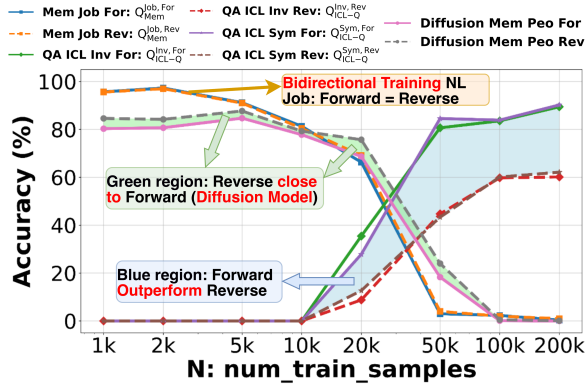 Mem Job For: Q^{Job, For}_{Mem}
Mem Job Rev: Q^{Job, Rev}_{Mem}
QA ICL Inv For: Q^{Inv, For}_{ICL−Q}
QA ICL Inv Rev: Q^{Inv, Rev}_{ICL−Q}
QA ICL Sym For: Q^{Sym, For}_{ICL−Q}
QA ICL Sym Rev: Q^{Sym, Rev}_{ICL−Q}
Diffusion Mem Peo For
Diffusion Mem Peo Rev
Accuracy (%)
100
80
60
40
20
0
Bidirectional Training NL
Job: Forward = Reverse
Green region: Reverse close
to Forward (Diffusion Model)
Blue region: Forward
Outperform Reverse
1k 2k 5k 10k 20k 50k 100k 200k
N: num_train_samples